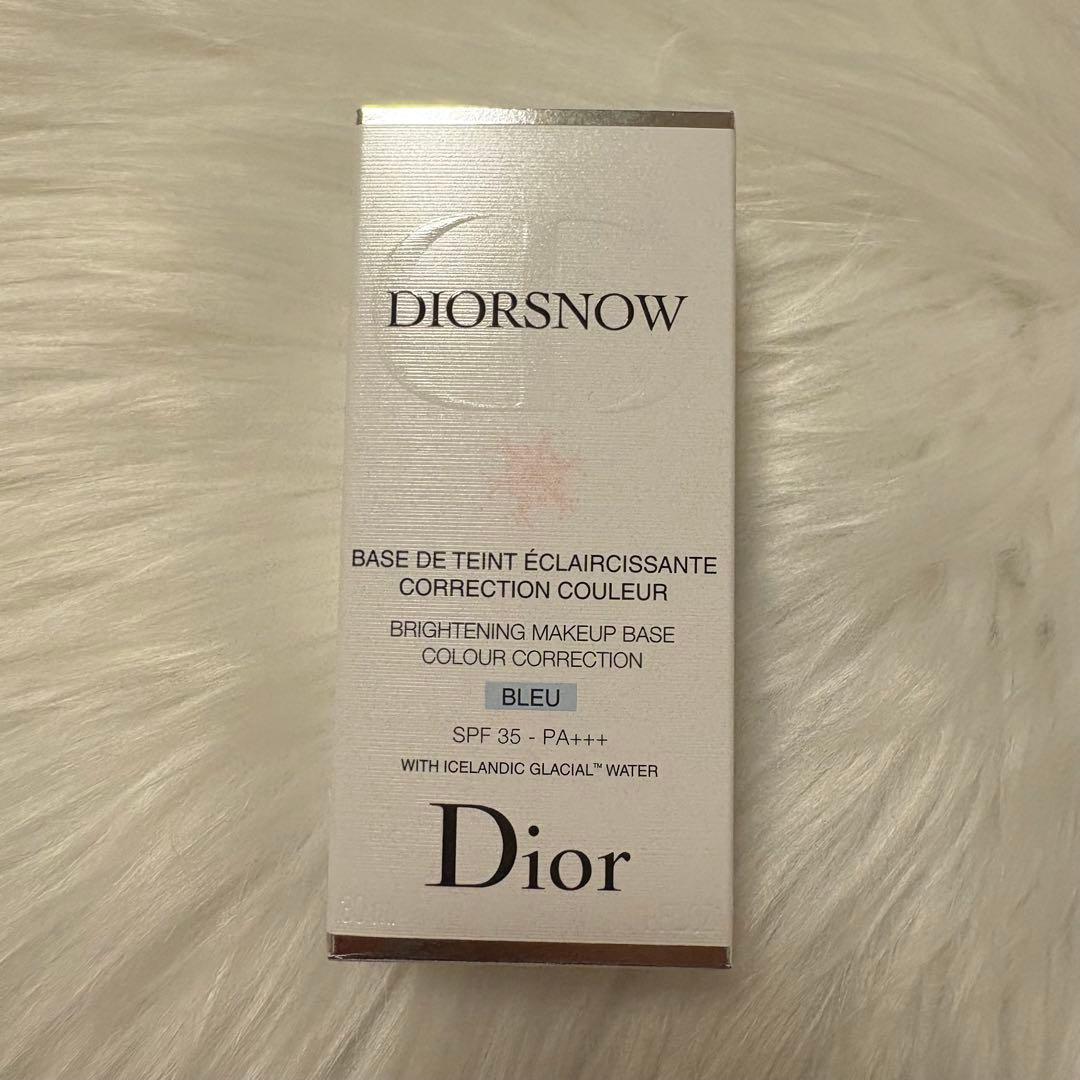 DIORSNOW
BASE DE TEINT ÉCLAIRCISSANTE
CORRECTION COULEUR
BRIGHTENING MAKEUP BASE
COLOUR CORRECTION
BLEU
SPF 35 - PA+++
WITH ICELANDIC GLACIAL™ WATER
Dior